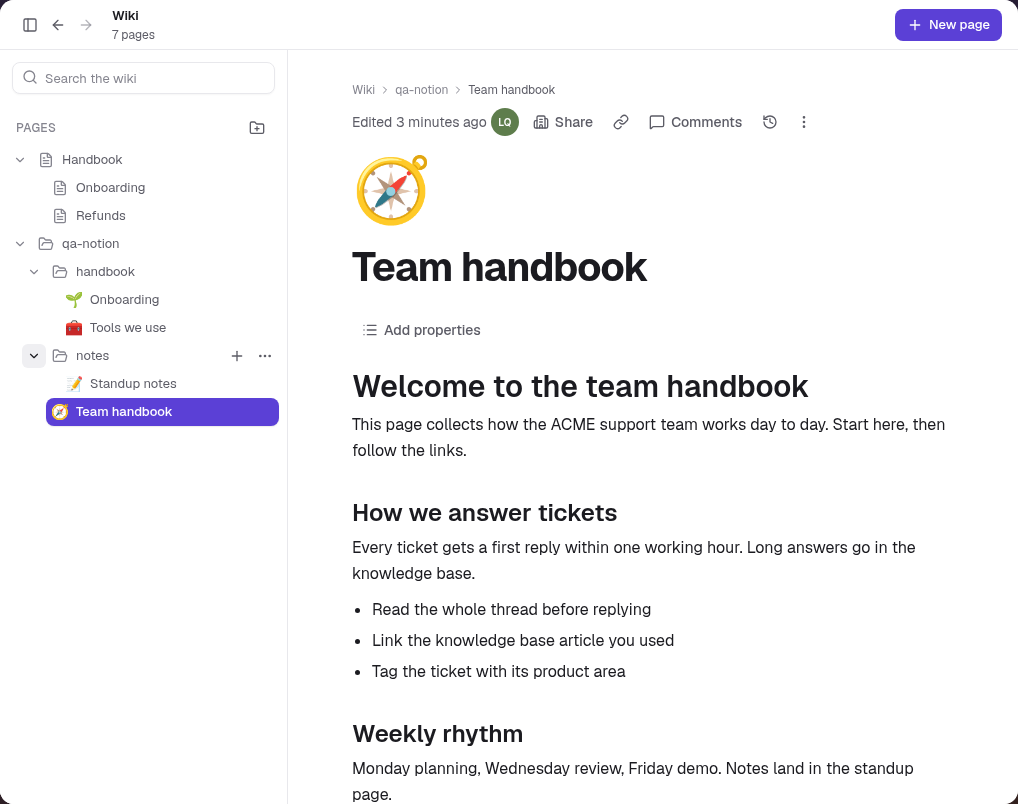 Wiki
7 pages
New page
Search the wiki
PAGES
Handbook
Onboarding
Refunds
qa-notion
handbook
Onboarding
Tools we use
notes
Standup notes
Team handbook
Wiki > qa-notion > Team handbook
Edited 3 minutes ago LQ Share Comments
Team handbook
Add properties
Welcome to the team handbook
This page collects how the ACME support team works day to day. Start here, then
follow the links.
How we answer tickets
Every ticket gets a first reply within one working hour. Long answers go in the
knowledge base.
• Read the whole thread before replying
• Link the knowledge base article you used
• Tag the ticket with its product area
Weekly rhythm
Monday planning, Wednesday review, Friday demo. Notes land in the standup
page.